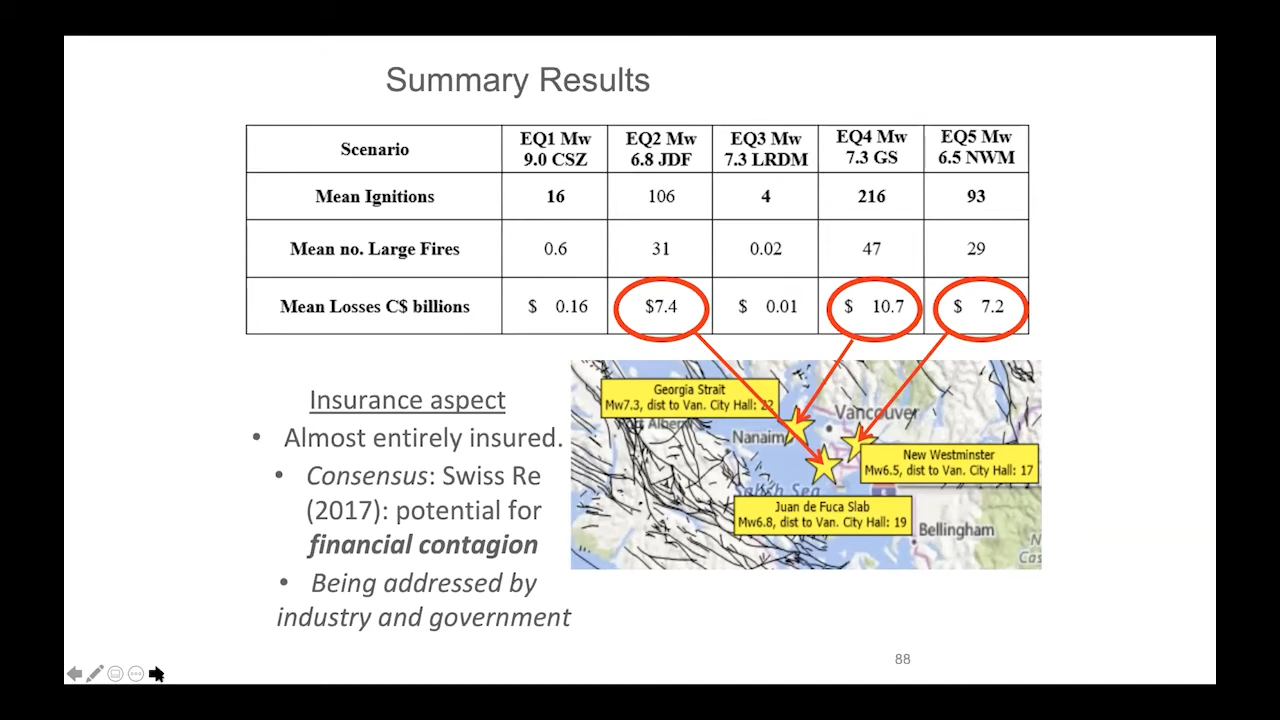 Summary Results
Scenario
EQ1 Mw
9.0 CSZ
EQ2 Mw
6.8 JDF
EQ3 Mw
7.3 LRDM
EQ4 Mw
7.3 GS
EQ5 Mw
6.5 NWM
Mean Ignitions 16 106 4 216 93
Mean no. Large Fires 0.6 31 0.02 47 29
Mean Losses C$ billions $ 0.16 $7.4 $ 0.01 $ 10.7 $ 7.2
Insurance aspect
• Almost entirely insured.
• Consensus: Swiss Re
(2017): potential for
financial contagion
• Being addressed by
industry and government
Georgia Strait
Mw7.3, dist to Van. City Hall: 22
Vancouver
Nanaim
New Westminster
Mw6.5, dist to Van. City Hall: 17
Sea
Juan de Fuca Slab
Mw6.8, dist to Van. City Hall: 19
Bellingham
88